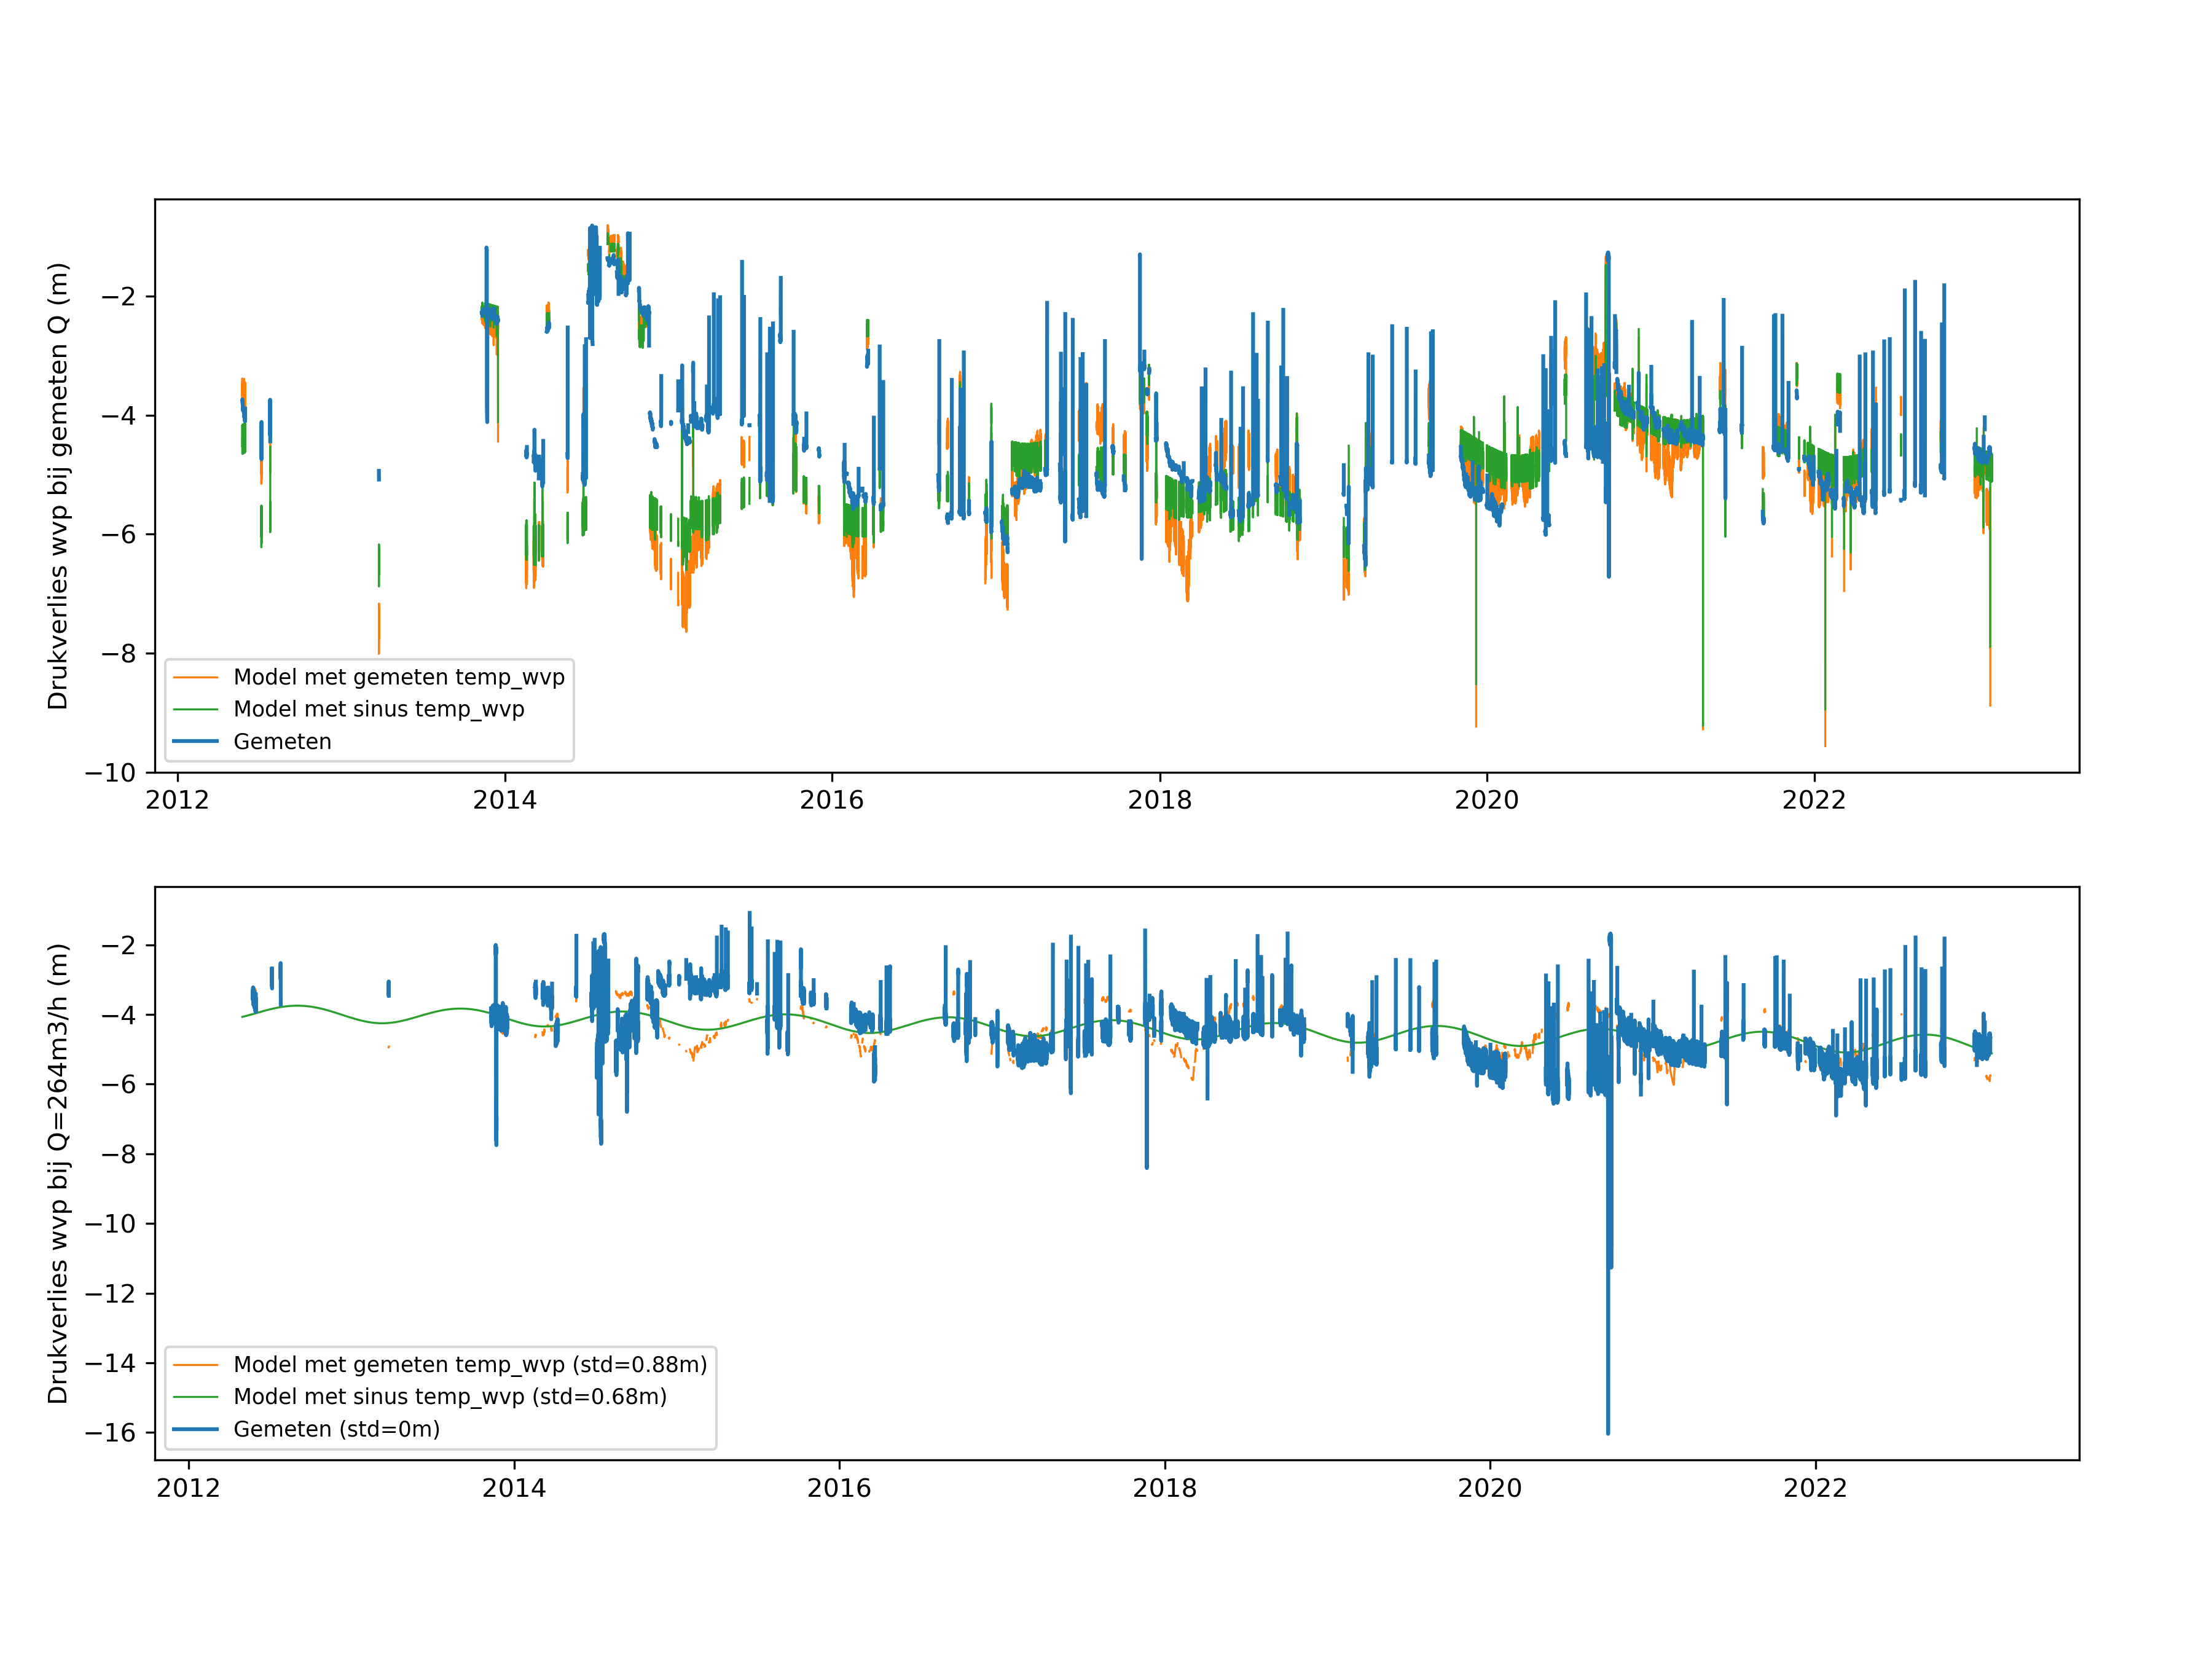 Drukverlies wvp bij gemeten Q (m)
−2
−4
−6
−8
−10
Model met gemeten temp_wvp
Model met sinus temp_wvp
Gemeten
2012 2014 2016 2018 2020 2022
Drukverlies wvp bij Q=264m3/h (m)
−2
−4
−6
−8
−10
−12
−14
−16
Model met gemeten temp_wvp (std=0.88m)
Model met sinus temp_wvp (std=0.68m)
Gemeten (std=0m)
2012 2014 2016 2018 2020 2022